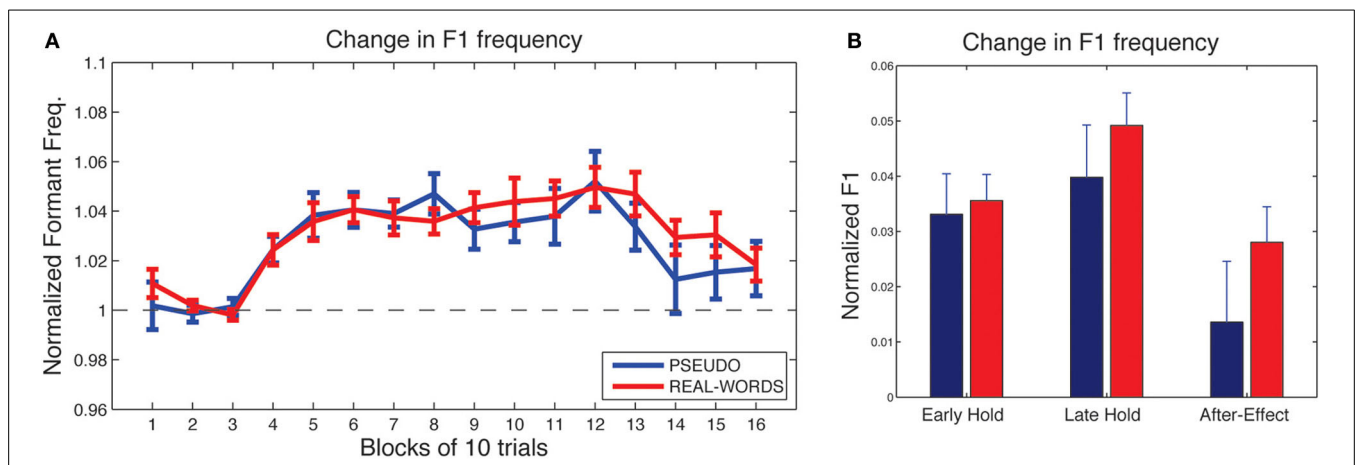 A
Change in F1 frequency
Normalized Formant Freq.
1.1
1.08
1.06
1.04
1.02
1
0.98
0.96
1 2 3 4 5 6 7 8 9 10 11 12 13 14 15 16
Blocks of 10 trials
PSEUDO
REAL-WORDS
B
Change in F1 frequency
Normalized F1
0.06
0.05
0.04
0.03
0.02
0.01
0
Early Hold Late Hold After-Effect